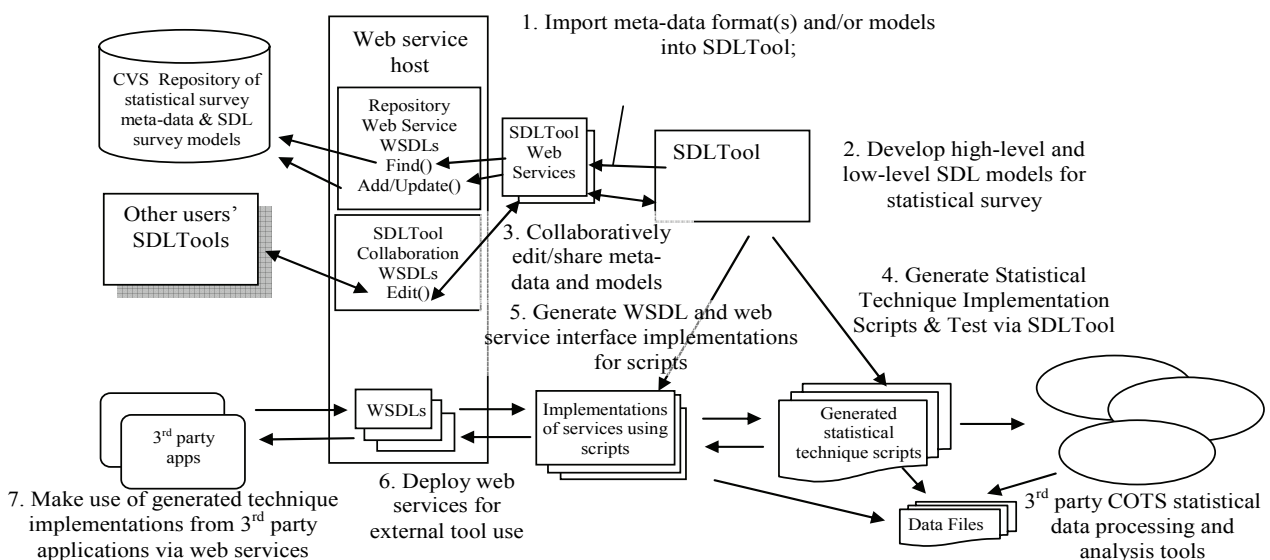 1. Import meta-data format(s) and/or models
into SDLTool;
Web service
host
CVS Repository of
statistical survey
meta-data & SDL
survey models
Repository
Web Service
WSDLs
Find()
Add/Update()
SDLTool
Web
Services
SDLTool
2. Develop high-level and
low-level SDL models for
statistical survey
Other users’
SDLTools
SDLTool
Collaboration
WSDLs
Edit()
3. Collaboratively
edit/share meta-
data and models
4. Generate Statistical
Technique Implementation
Scripts & Test via SDLTool
5. Generate WSDL and web
service interface implementations
for scripts
3rd party
apps
WSDLs
Implementations
of services using
scripts
Generated
statistical
technique scripts
Data Files
3rd party COTS statistical
data processing and
analysis tools
6. Deploy web
services for
external tool use
7. Make use of generated technique
implementations from 3rd party
applications via web services